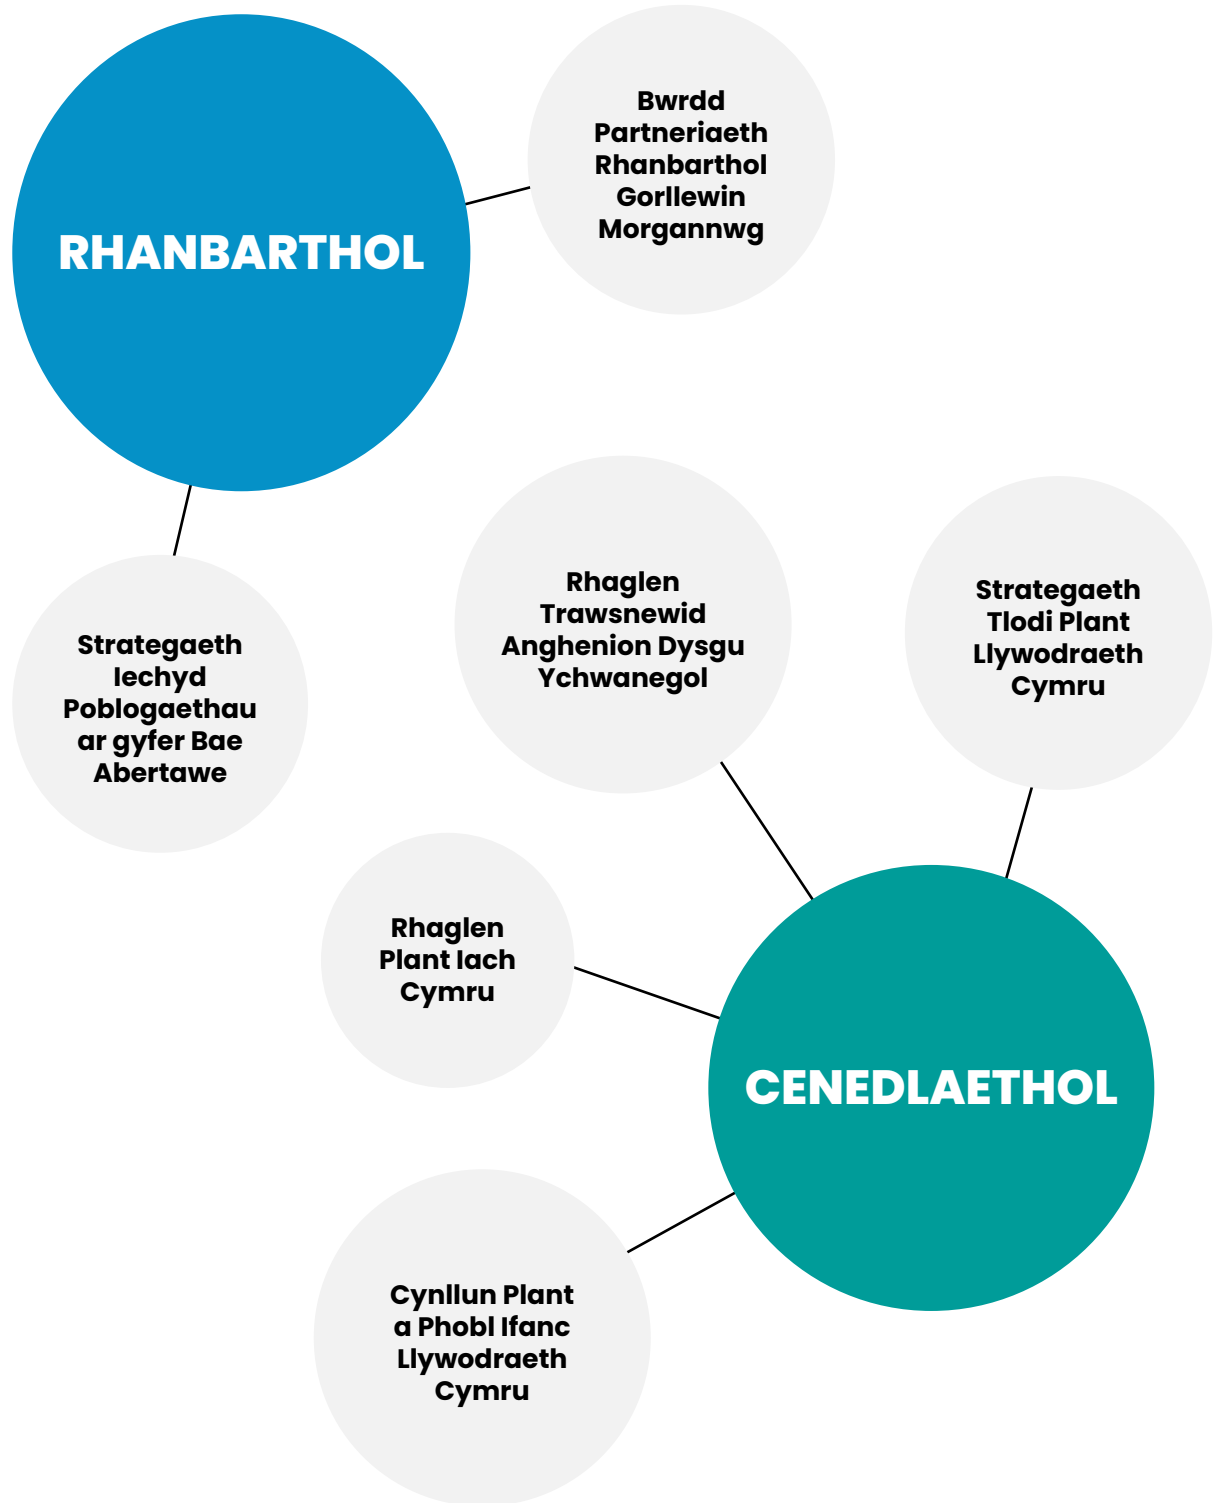 RHANBARTHOL
Bwrdd
Partneriaeth
Rhanbarthol
Gorllewin
Morgannwg
Strategaeth
Iechyd
Poblogaethau
ar gyfer Bae
Abertawe
Rhaglen
Trawsnewid
Anghenion Dysgu
Ychwanegol
Strategaeth
Tlodi Plant
Llywodraeth
Cymru
Rhaglen
Plant Iach
Cymru
CENEDLAETHOL
Cynllun Plant
a Phobl Ifanc
Llywodraeth
Cymru